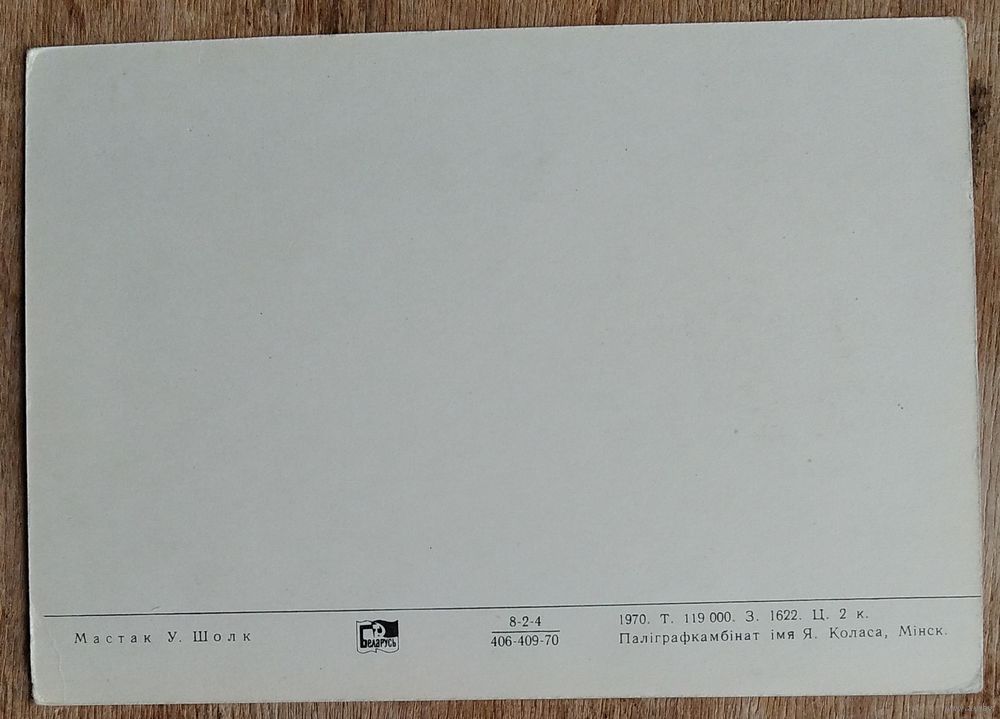 Мастак У. Шолк
Беларусь
8-2-4
406-409-70
1970. Т. 119 000. З. 1622. Ц. 2 к.
Паліграфкамбінат імя Я. Коласа, Мінск.